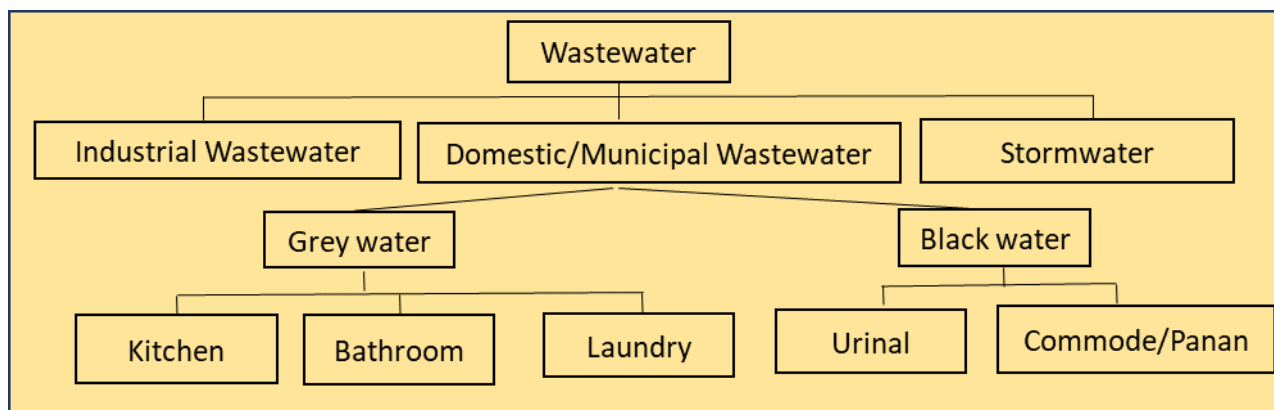 Wastewater
Industrial Wastewater
Domestic/Municipal Wastewater
Stormwater
Grey water
Black water
Kitchen
Bathroom
Laundry
Urinal
Commode/Panan